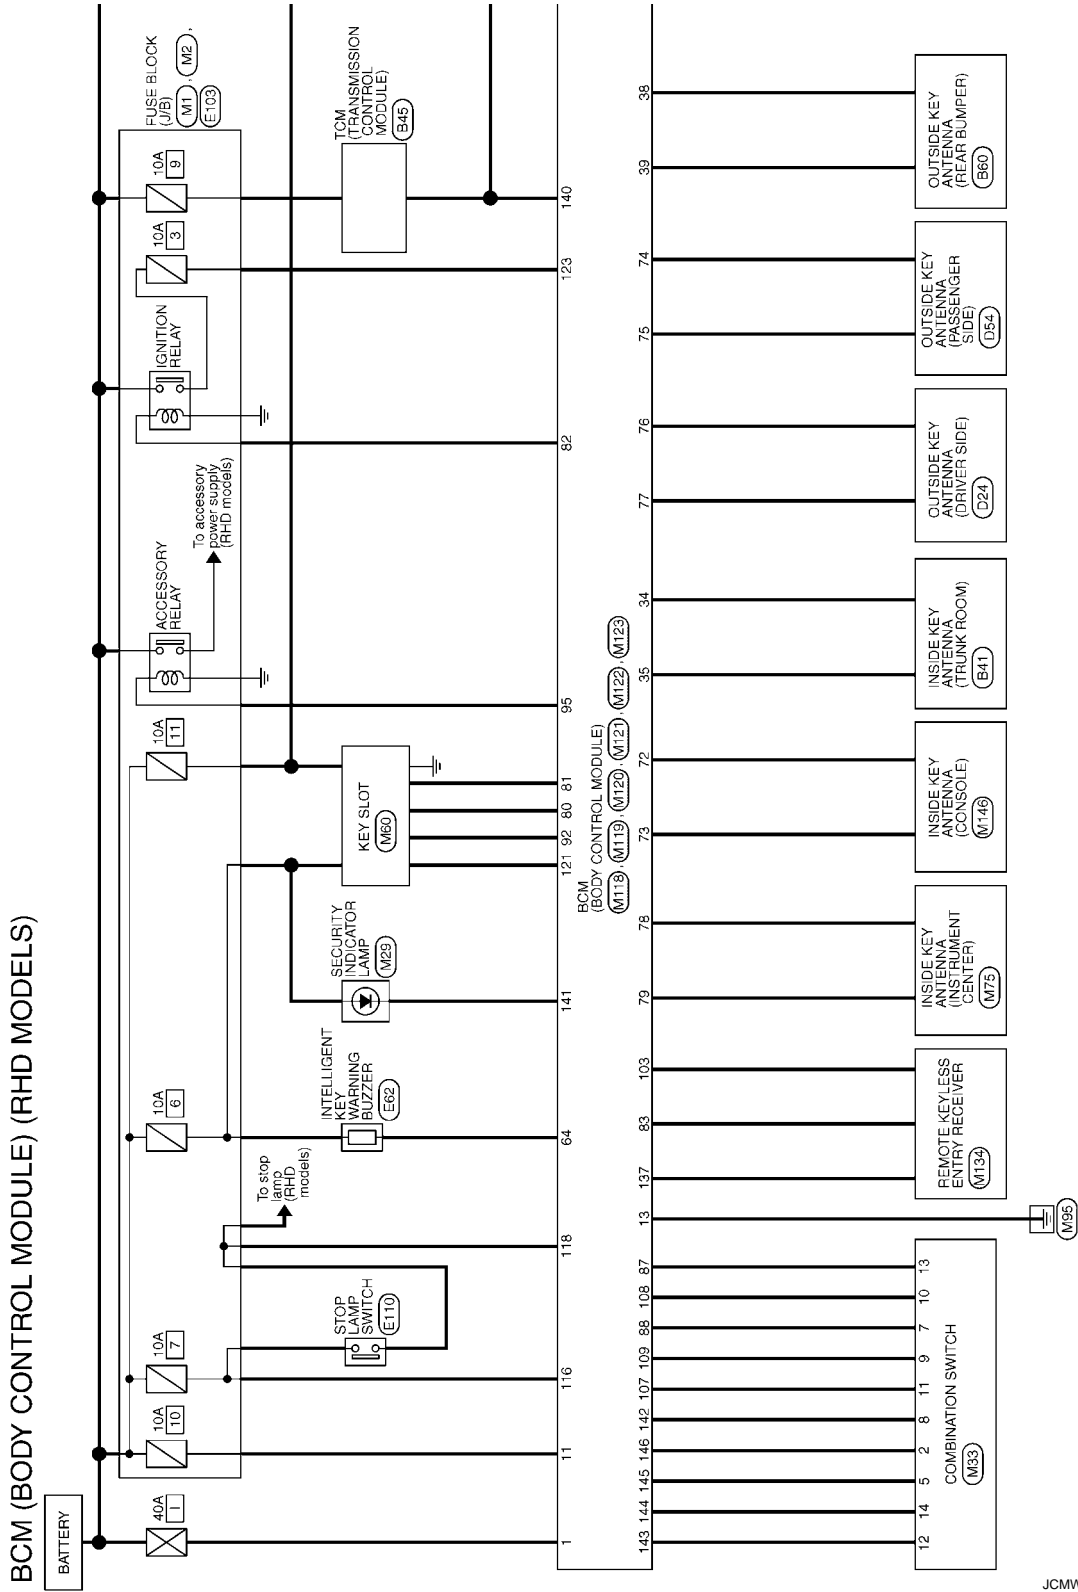 BCM (BODY CONTROL MODULE) (RHD MODELS)
BATTERY
40A
I
10A
10
10A
7
10A
6
10A
11
ACCESSORY
RELAY
To accessory
power supply
(RHD models)
IGNITION
RELAY
10A
3
10A
9
FUSE BLOCK
(J/B)
M1 , M2 ,
E103
STOP
LAMP
SWITCH
E110
To stop
lamp
(RHD
models)
INTELLIGENT
KEY
WARNING
BUZZER
E62
SECURITY
INDICATOR
LAMP
M29
KEY SLOT
M60
TCM
(TRANSMISSION
CONTROL
MODULE)
B45
1
11
116
118
64
141
121
92
80
81
95
82
123
140
BCM
(BODY CONTROL MODULE)
M118 , M119 , M120 , M121 , M122 , M123
143
144
145
146
142
107
109
88
108
87
13
137
83
103
79
78
73
72
35
34
77
76
75
74
39
38
12
14
5
2
8
11
9
7
10
13
COMBINATION SWITCH
M33
M95
REMOTE KEYLESS
ENTRY RECEIVER
M134
INSIDE KEY
ANTENNA
(INSTRUMENT
CENTER)
M75
INSIDE KEY
ANTENNA
(CONSOLE)
M146
INSIDE KEY
ANTENNA
(TRUNK ROOM)
B41
OUTSIDE KEY
ANTENNA
(DRIVER SIDE)
D24
OUTSIDE KEY
ANTENNA
(PASSENGER
SIDE)
D54
OUTSIDE KEY
ANTENNA
(REAR BUMPER)
B60